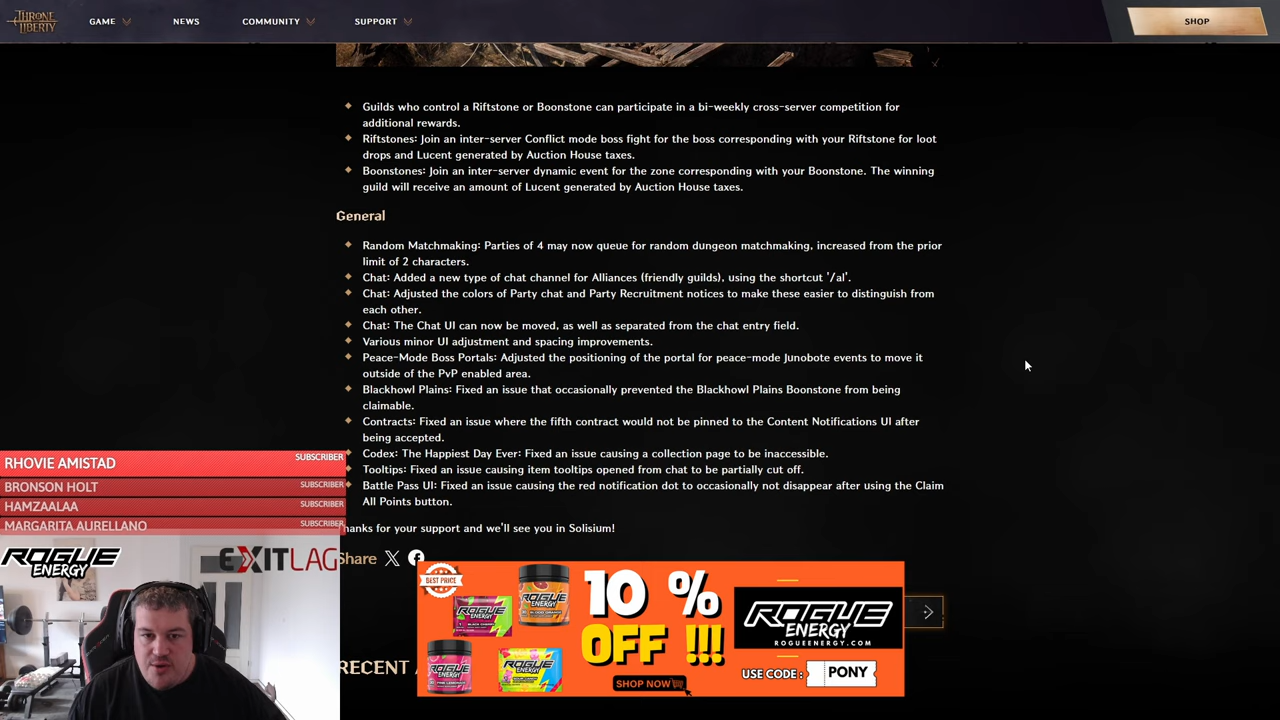 THRONE
LIBERTY
GAME
NEWS
COMMUNITY
SUPPORT
SHOP
Guilds who control a Riftstone or Boonstone can participate in a bi-weekly cross-server competition for
additional rewards.
Riftstones: Join an inter-server Conflict mode boss fight for the boss corresponding with your Riftstone for loot
drops and Lucent generated by Auction House taxes.
Boonstones: Join an inter-server dynamic event for the zone corresponding with your Boonstone. The winning
guild will receive an amount of Lucent generated by Auction House taxes.
General
Random Matchmaking: Parties of 4 may now queue for random dungeon matchmaking, increased from the prior
limit of 2 characters.
Chat: Added a new type of chat channel for Alliances (friendly guilds), using the shortcut '/al'.
Chat: Adjusted the colors of Party chat and Party Recruitment notices to make these easier to distinguish from
each other.
Chat: The Chat UI can now be moved, as well as separated from the chat entry field.
Various minor UI adjustment and spacing improvements.
Peace-Mode Boss Portals: Adjusted the positioning of the portal for peace-mode Junobote events to move it
outside of the PvP enabled area.
Blackhowl Plains: Fixed an issue that occasionally prevented the Blackhowl Plains Boonstone from being
claimable.
Contracts: Fixed an issue where the fifth contract would not be pinned to the Content Notifications UI after
being accepted.
Codex: The Happiest Day Ever: Fixed an issue causing a collection page to be inaccessible.
Tooltips: Fixed an issue causing item tooltips opened from chat to be partially cut off.
Battle Pass UI: Fixed an issue causing the red notification dot to occasionally not disappear after using the Claim
All Points button.
hanks for your support and we'll see you in Solisium!
Share
RECENT
RHOVIE AMISTAD SUBSCRIBER
BRONSON HOLT SUBSCRIBER
HAMZAALAA SUBSCRIBER
MARGARITA AURELLANO SUBSCRIBER
ROGUE
ENERGY
EXITLAG
BEST PRICE
10 %
OFF !!!
SHOP NOW
ROGUE
ENERGY
ROGUEENERGY.COM
USE CODE : PONY